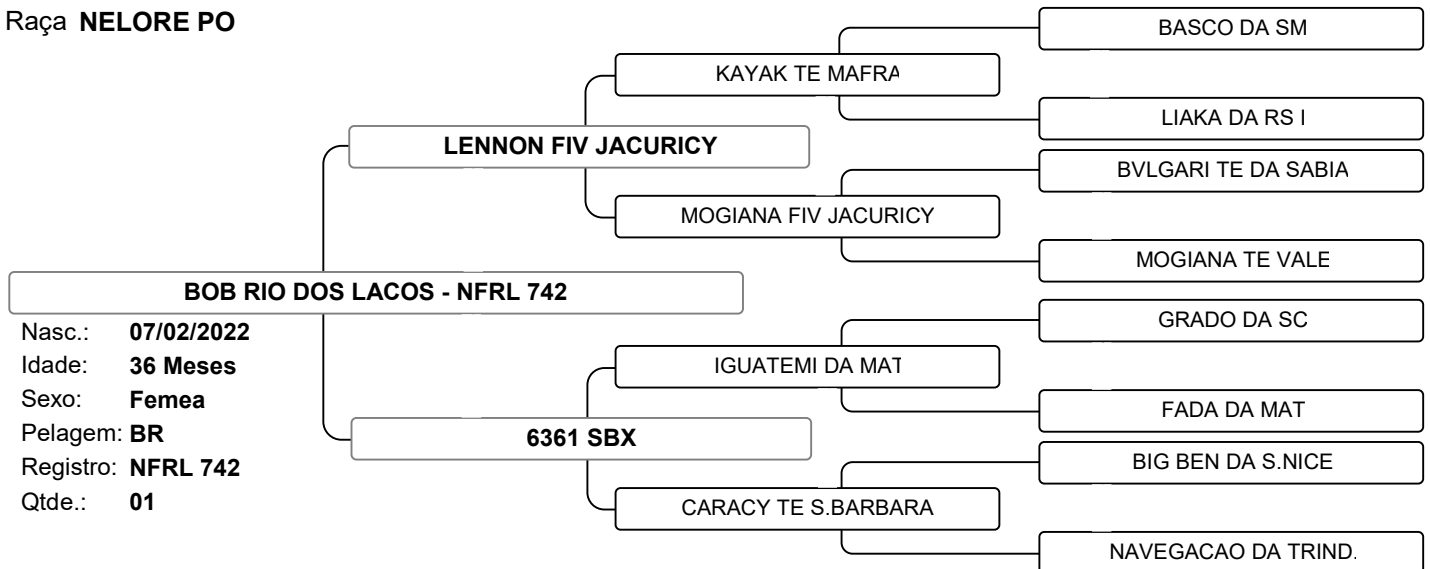 Raça NELORE PO
BASCO DA SM
KAYAK TE MAFRA
LIAKA DA RS I
LENNON FIV JACURICY
BVLGARI TE DA SABIA
MOGIANA FIV JACURICY
MOGIANA TE VALE
BOB RIO DOS LACOS - NFRL 742
GRADO DA SC
Nasc.: 07/02/2022
Idade: 36 Meses
IGUATEMI DA MAT
Sexo: Femea
FADA DA MAT
Pelagem: BR
6361 SBX
Registro: NFRL 742
BIG BEN DA S.NICE
Qtde.: 01
CARACY TE S.BARBARA
NAVEGACAO DA TRIND.